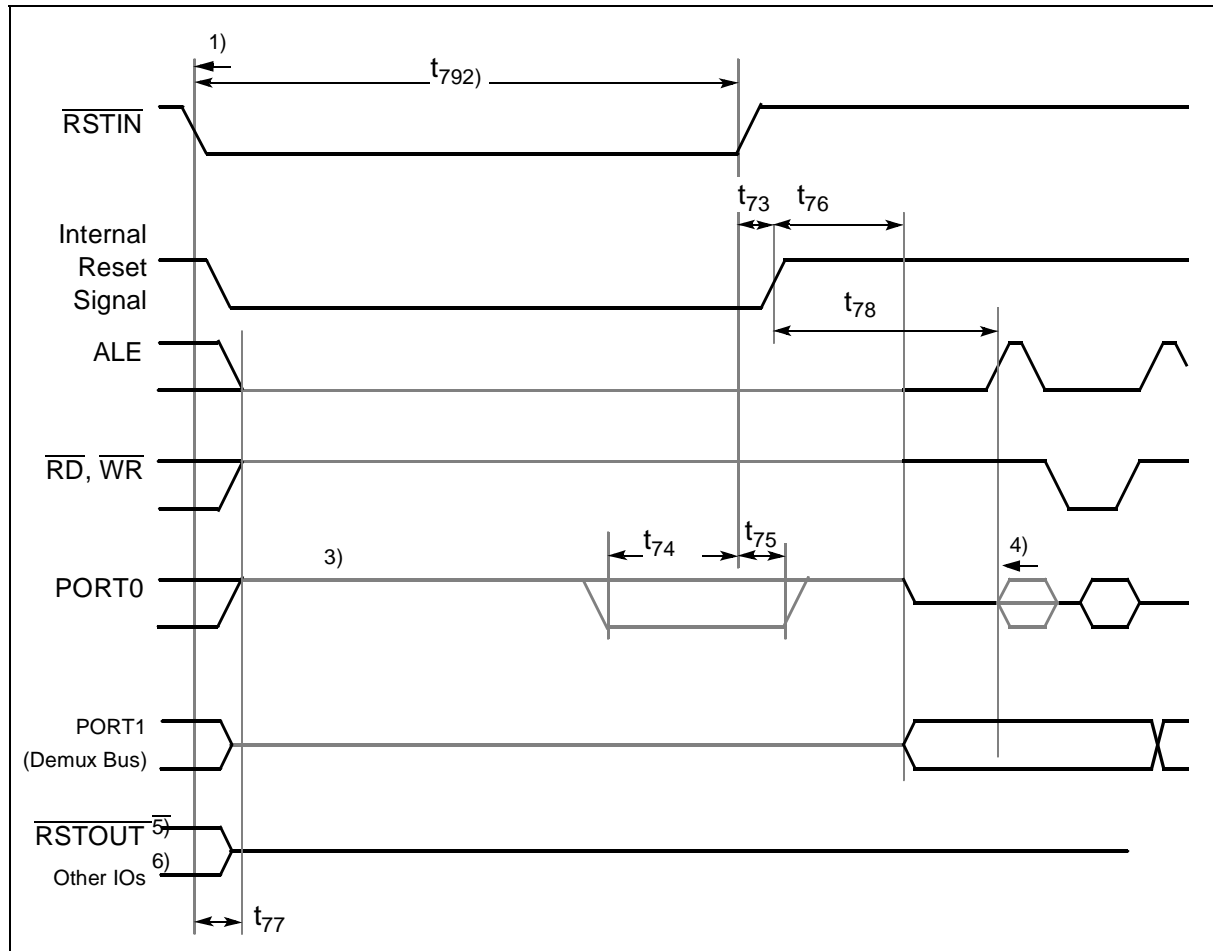 1)
t792)
RSTIN
t73
t76
Internal
Reset
Signal
t78
ALE
RD, WR
t74
t75
3)
4)
PORT0
PORT1
(Demux Bus)
RSTOUT 5)
Other IOs 6)
t77